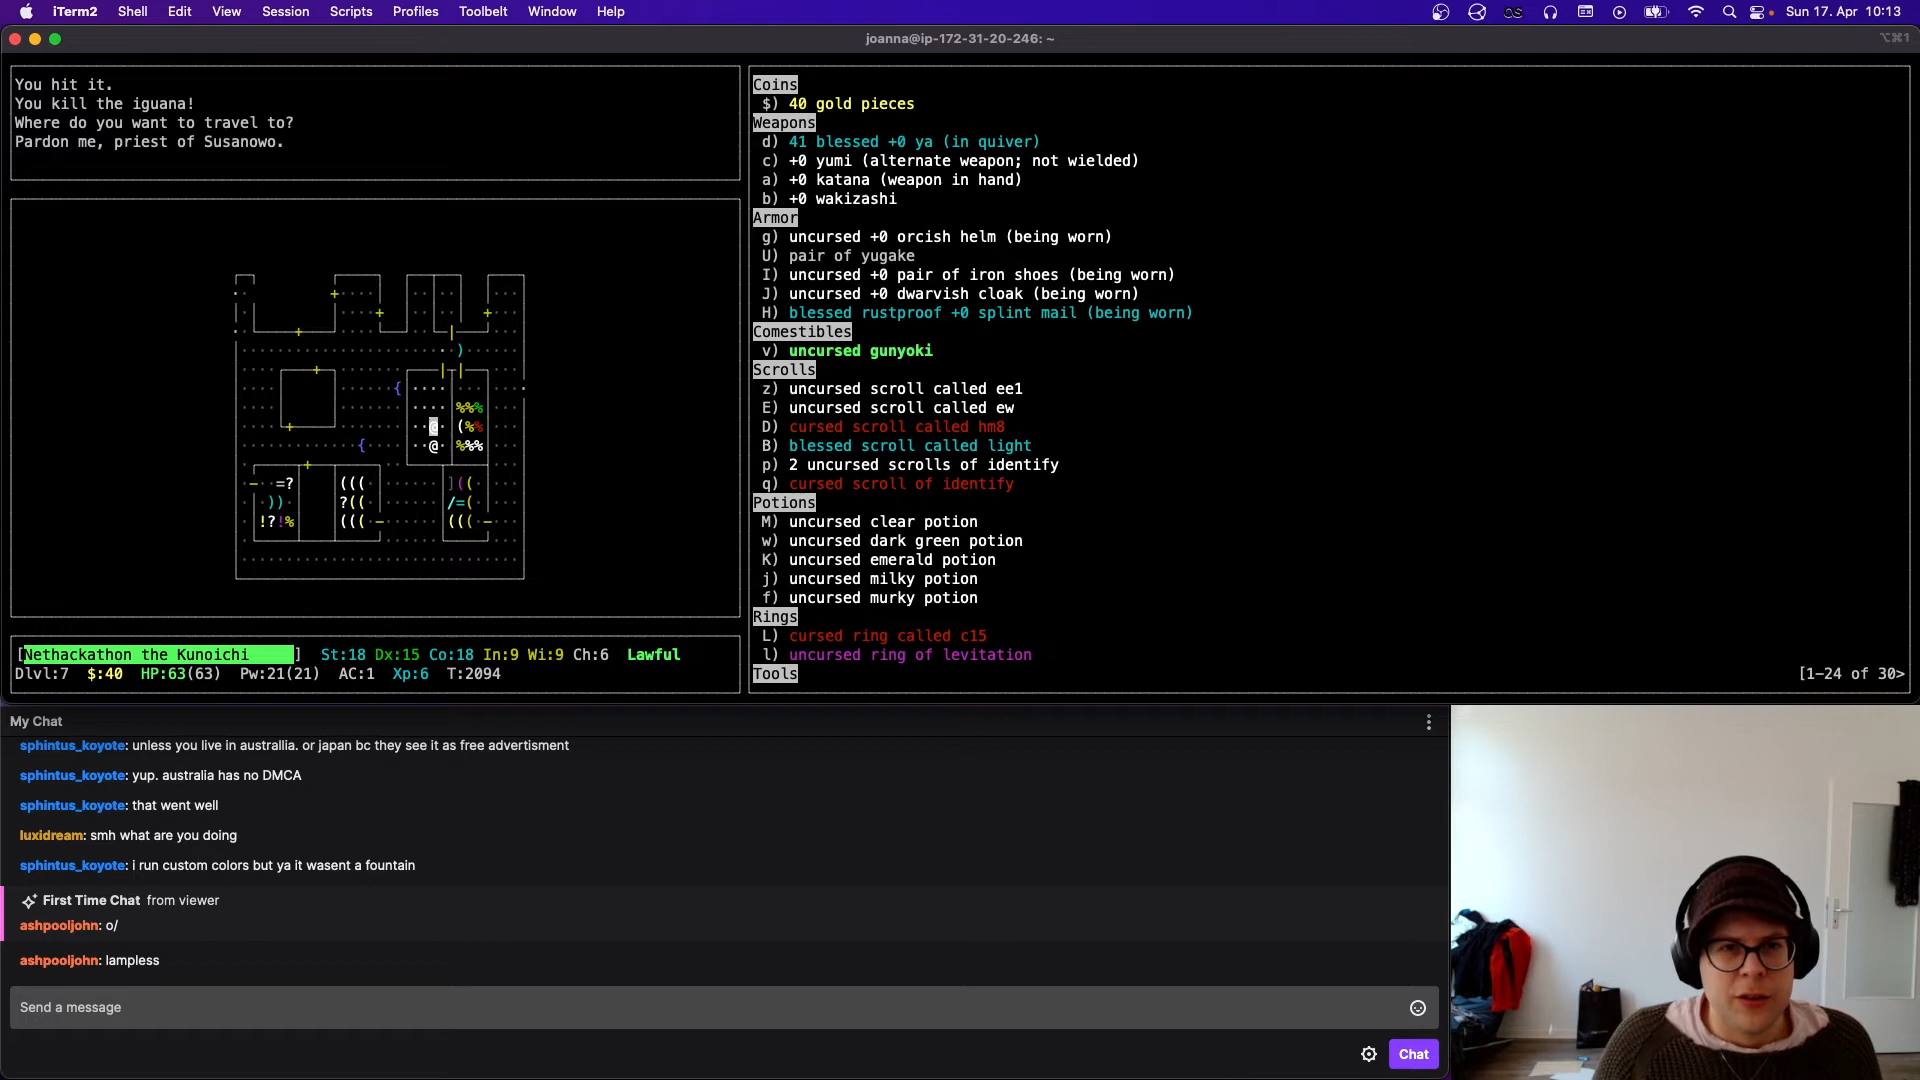 iTerm2 Shell Edit View Session Scripts Profiles Toolbelt Window Help Sun 17. Apr 10:13
joanna@ip-172-31-20-246: ~ ⌥⌘1
You hit it.
You kill the iguana!
Where do you want to travel to?
Pardon me, priest of Susanowo.
[Nethackathon the Kunoichi ] St:18 Dx:15 Co:18 In:9 Wi:9 Ch:6 Lawful
Dlvl:7 $:40 HP:63(63) Pw:21(21) AC:1 Xp:6 T:2094
Coins
$) 40 gold pieces
Weapons
d) 41 blessed +0 ya (in quiver)
c) +0 yumi (alternate weapon; not wielded)
a) +0 katana (weapon in hand)
b) +0 wakizashi
Armor
g) uncursed +0 orcish helm (being worn)
U) pair of yugake
I) uncursed +0 pair of iron shoes (being worn)
J) uncursed +0 dwarvish cloak (being worn)
H) blessed rustproof +0 splint mail (being worn)
Comestibles
v) uncursed gunyoki
Scrolls
z) uncursed scroll called ee1
E) uncursed scroll called ew
D) cursed scroll called hm8
B) blessed scroll called light
p) 2 uncursed scrolls of identify
q) cursed scroll of identify
Potions
M) uncursed clear potion
w) uncursed dark green potion
K) uncursed emerald potion
j) uncursed milky potion
f) uncursed murky potion
Rings
L) cursed ring called c15
l) uncursed ring of levitation
Tools [1-24 of 30>
My Chat
sphintus_koyote: unless you live in australlia. or japan bc they see it as free advertisment
sphintus_koyote: yup. australia has no DMCA
sphintus_koyote: that went well
luxidream: smh what are you doing
sphintus_koyote: i run custom colors but ya it wasent a fountain
First Time Chat from viewer
ashpooljohn: o/
ashpooljohn: lampless
Send a message
Chat